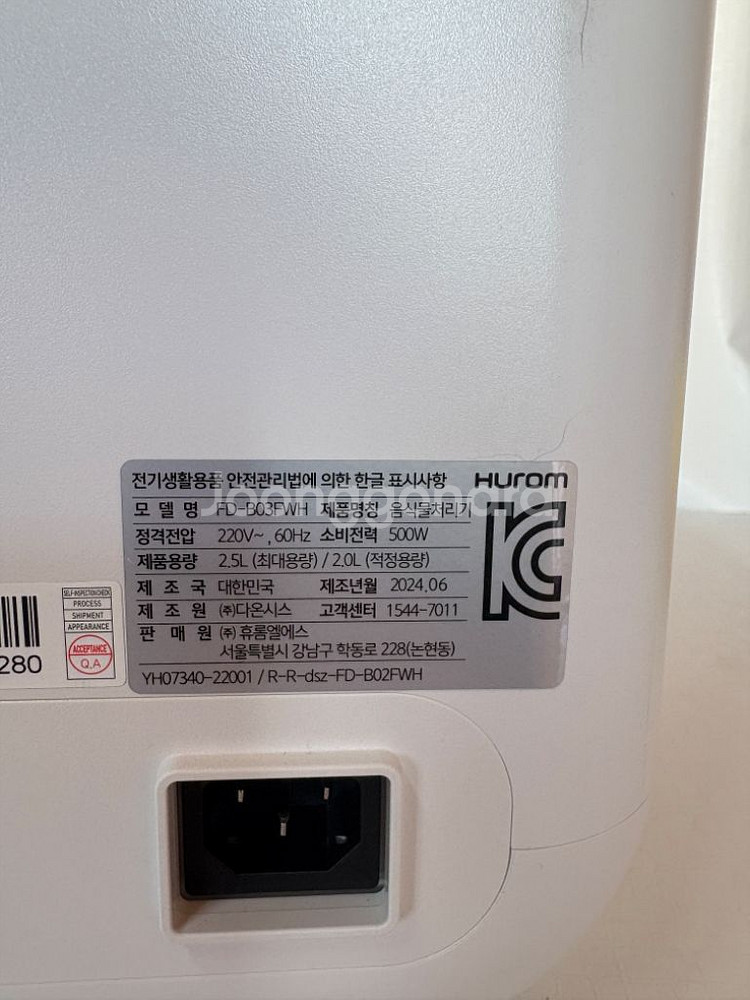 전기생활용품 안전관리법에 의한 한글 표시사항 HUROM
모 델 명 FD-B03FWH 제품명칭 음식물처리기
정격전압 220V~, 60Hz 소비전력 500W
제품용량 2.5L (최대용량) / 2.0L (적정용량)
제 조 국 대한민국 제조년월 2024.06
제 조 원 (주)다온시스 고객센터 1544-7011
판 매 원 (주) 휴롬엘에스
서울특별시 강남구 학동로 228(논현동)
YH07340-22001 / R-R-dsz-FD-B02FWH
Joonggonara
280
SELF-INSPECTION CHECK
PROCESS
SHIPMENT
APPEARANCE
ACCEPTANCE
Q.A